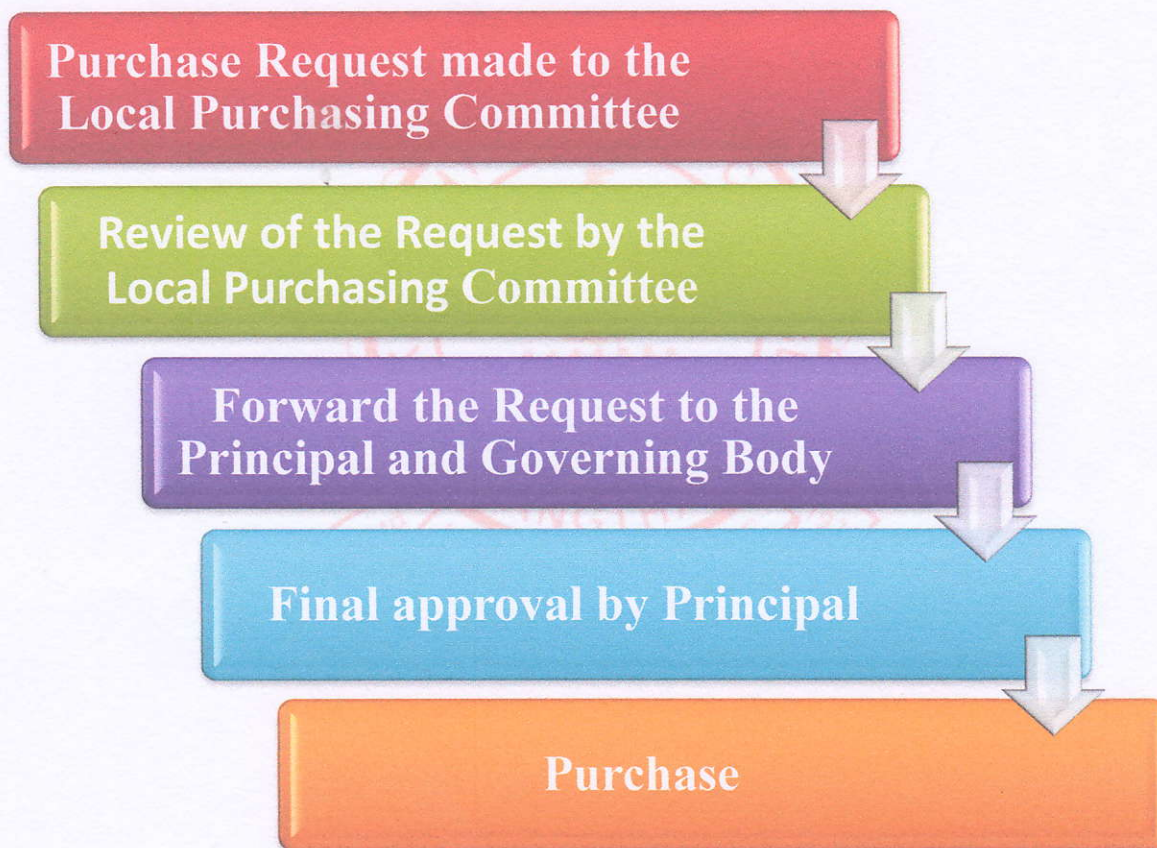 Purchase Request made to the
Local Purchasing Committee
Review of the Request by the
Local Purchasing Committee
Forward the Request to the
Principal and Governing Body
Final approval by Principal
Purchase